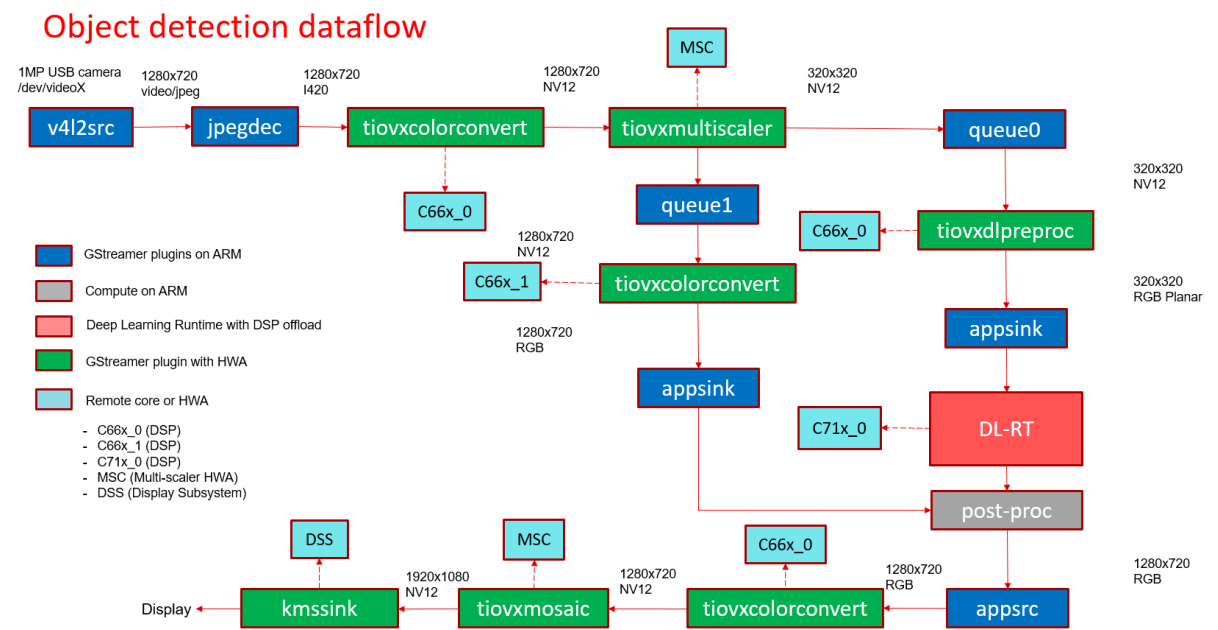 Object detection dataflow
MSC
1MP USB camera
/dev/videoX
1280x720
video/jpeg
1280x720
I420
1280x720
NV12
320x320
NV12
v4l2src
jpegdec
tiovxcolorconvert
tiovxmultiscaler
queue0
320x320
NV12
C66x_0
queue1
C66x_0
tiovxdlpreproc
1280x720
NV12
C66x_1
tiovxcolorconvert
320x320
RGB Planar
GStreamer plugins on ARM
Compute on ARM
Deep Learning Runtime with DSP offload
GStreamer plugin with HWA
Remote core or HWA
- C66x_0 (DSP)
- C66x_1 (DSP)
- C71x_0 (DSP)
- MSC (Multi-scaler HWA)
- DSS (Display Subsystem)
1280x720
RGB
appsink
appsink
C71x_0
DL-RT
post-proc
DSS
MSC
C66x_0
1920x1080
NV12
1280x720
NV12
1280x720
RGB
1280x720
RGB
Display
kmssink
tiovxmosaic
tiovxcolorconvert
appsrc